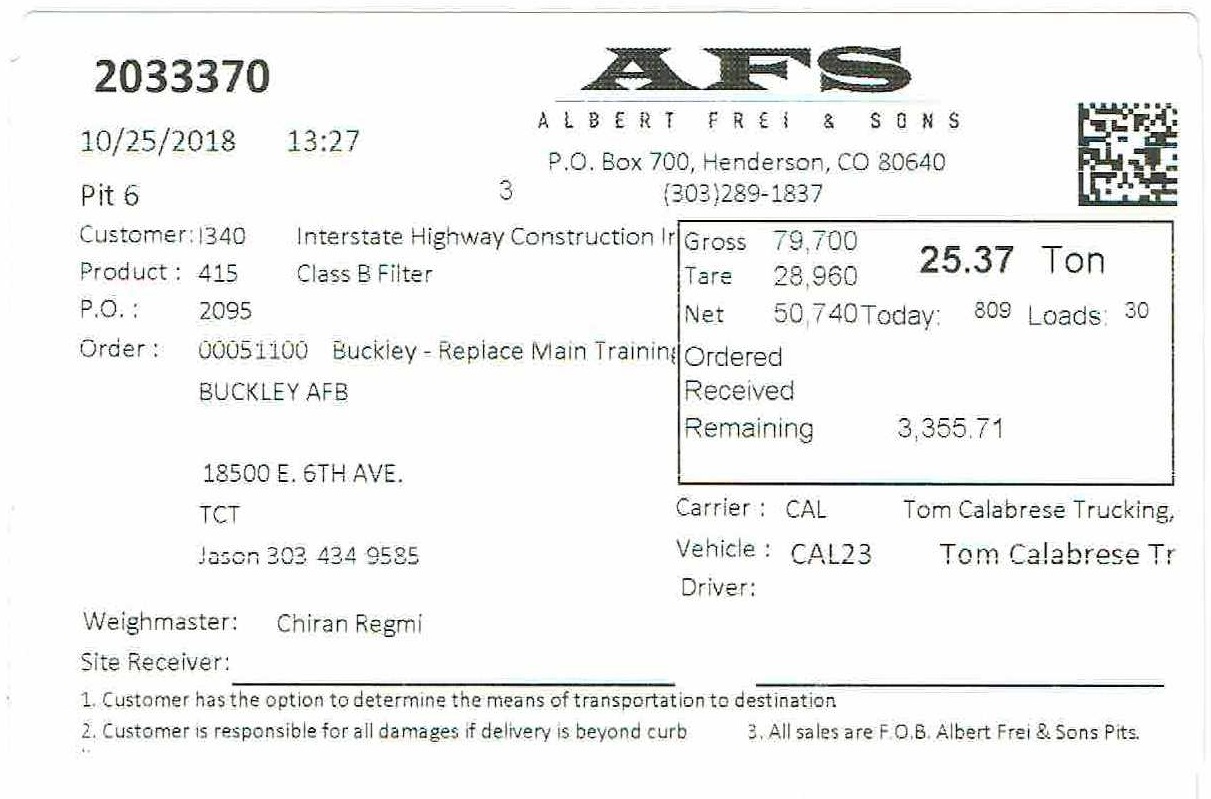 2033370
AFS
ALBERT FREI & SONS
10/25/2018 13:27
P.O. Box 700, Henderson, CO 80640
Pit 6 3 (303)289-1837
Customer: I340 Interstate Highway Construction Ir
Gross 79,700 25.37 Ton
Product : 415 Class B Filter
Tare 28,960
P.O. : 2095
Net 50,740 Today: 809 Loads: 30
Order : 00051100 Buckley - Replace Main Training
Ordered
BUCKLEY AFB
Received
Remaining 3,355.71
18500 E. 6TH AVE.
Carrier : CAL Tom Calabrese Trucking,
TCT
Vehicle : CAL23 Tom Calabrese Tr
Jason 303 434 9585
Driver:
Weighmaster: Chiran Regmi
Site Receiver:
1. Customer has the option to determine the means of transportation to destination
2. Customer is responsible for all damages if delivery is beyond curb 3. All sales are F.O.B. Albert Frei & Sons Pits.